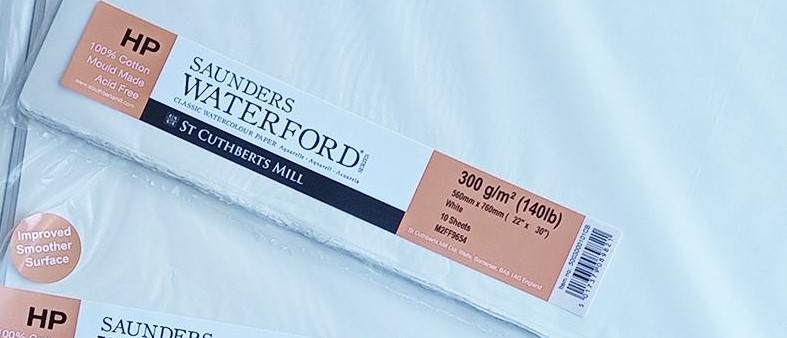 HP
100% Cotton
Mould Made
Acid Free
SAUNDERS
WATERFORD®
CLASSIC WATERCOLOUR PAPER Aquarelle - Aquarell - Acuarela
SERIES
ST CUTHBERTS MILL
300 g/m² (140lb)
560mm x 760mm ( 22" x 30")
White
10 Sheets
M2FF9654
St Cuthberts Mill Ltd, Wells, Somerset, BA5 1AG England
Improved
Smoother
Surface
HP
100%
SAUNDERS